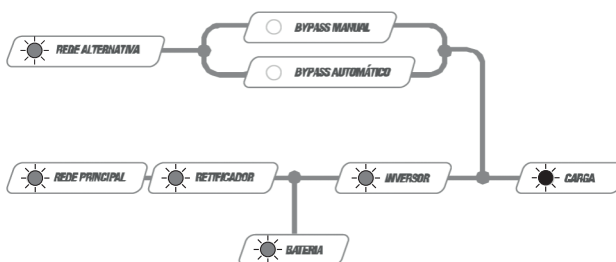 BYPASS MANUAL
REDE ALTERNATIVA
BYPASS AUTOMÁTICO
REDE PRINCIPAL
RETIFICADOR
INVERSOR
CARGA
BATERIA